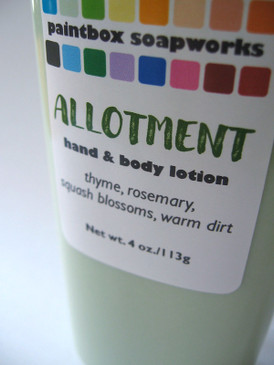 paintbox soapworks
ALLOTMENT
hand & body lotion
thyme, rosemary,
squash blossoms, warm dirt
Net wt. 4 oz./113g